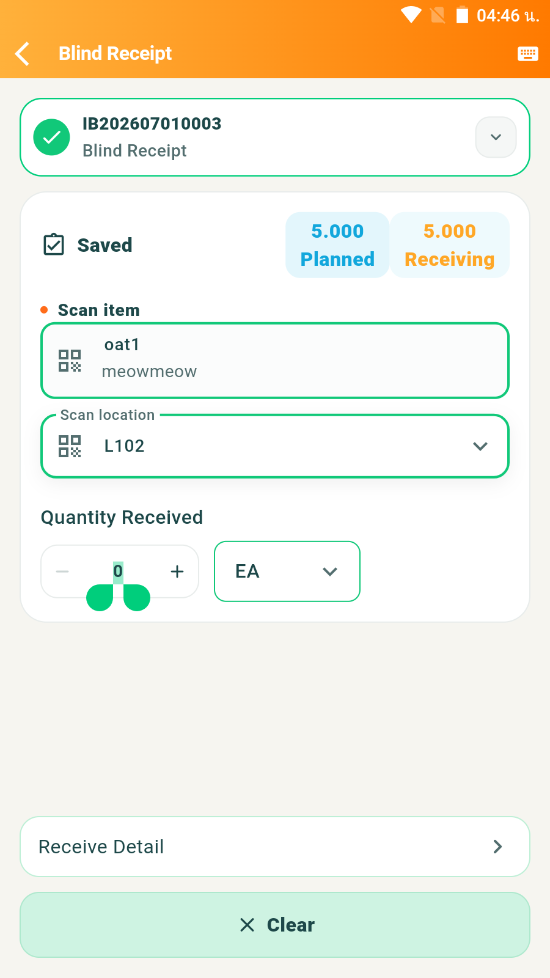 04:46 น.
Blind Receipt
IB202607010003
Blind Receipt
Saved
5.000
Planned
5.000
Receiving
Scan item
oat1
meowmeow
Scan location
L102
Quantity Received
0
EA
Receive Detail
Clear